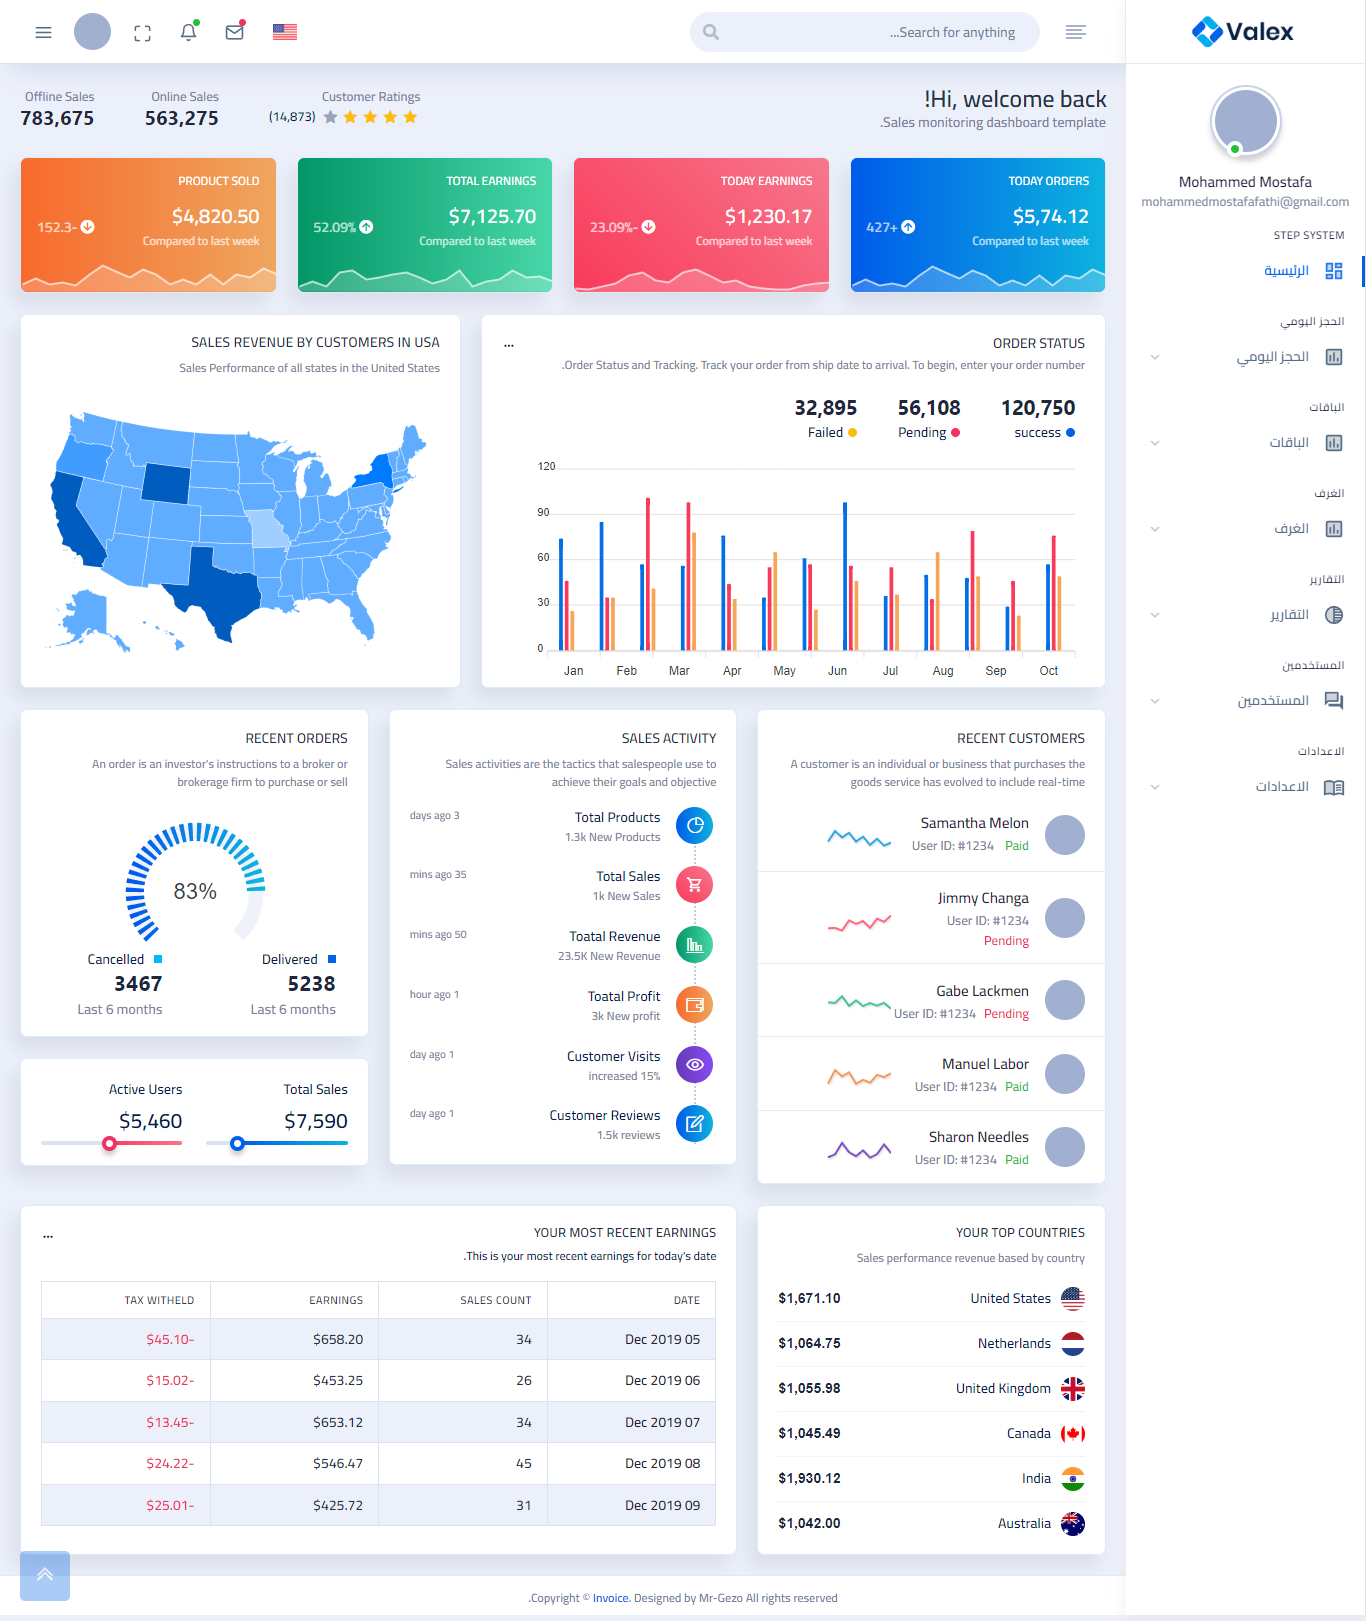 Valex
Mohammed Mostafa
mohammedmostafafathi@gmail.com
STEP SYSTEM
الرئيسية
الحجز اليومي
الحجز اليومي
الباقات
الباقات
الغرف
الغرف
التقارير
التقارير
المستخدمين
المستخدمين
الاعدادات
الاعدادات
...Search for anything
!Hi, welcome back
.Sales monitoring dashboard template
Customer Ratings
(14,873)
Online Sales
563,275
Offline Sales
783,675
TODAY ORDERS
$5,74.12
Compared to last week
427+
TODAY EARNINGS
$1,230.17
Compared to last week
23.09%-
TOTAL EARNINGS
$7,125.70
Compared to last week
52.09%
PRODUCT SOLD
$4,820.50
Compared to last week
152.3-
ORDER STATUS
...
.Order Status and Tracking. Track your order from ship date to arrival. To begin, enter your order number
120,750
success
56,108
Pending
32,895
Failed
120
90
60
30
0
Jan Feb Mar Apr May Jun Jul Aug Sep Oct
SALES REVENUE BY CUSTOMERS IN USA
Sales Performance of all states in the United States
RECENT CUSTOMERS
A customer is an individual or business that purchases the
goods service has evolved to include real-time
Samantha Melon
User ID: #1234 Paid
Jimmy Changa
User ID: #1234
Pending
Gabe Lackmen
User ID: #1234 Pending
Manuel Labor
User ID: #1234 Paid
Sharon Needles
User ID: #1234 Paid
SALES ACTIVITY
Sales activities are the tactics that salespeople use to
achieve their goals and objective
Total Products
days ago 3
1.3k New Products
Total Sales
mins ago 35
1k New Sales
Toatal Revenue
mins ago 50
23.5K New Revenue
Toatal Profit
hour ago 1
3k New profit
Customer Visits
day ago 1
increased 15%
Customer Reviews
day ago 1
1.5k reviews
RECENT ORDERS
An order is an investor's instructions to a broker or
brokerage firm to purchase or sell
83%
Delivered
5238
Last 6 months
Cancelled
3467
Last 6 months
Total Sales
$7,590
Active Users
$5,460
YOUR TOP COUNTRIES
Sales performance revenue based by country
United States $1,671.10
Netherlands $1,064.75
United Kingdom $1,055.98
Canada $1,045.49
India $1,930.12
Australia $1,042.00
YOUR MOST RECENT EARNINGS
...
.This is your most recent earnings for today's date
DATE SALES COUNT EARNINGS TAX WITHELD
Dec 2019 05 34 $658.20 $45.10-
Dec 2019 06 26 $453.25 $15.02-
Dec 2019 07 34 $653.12 $13.45-
Dec 2019 08 45 $546.47 $24.22-
Dec 2019 09 31 $425.72 $25.01-
.Copyright © Invoice. Designed by Mr-Gezo All rights reserved